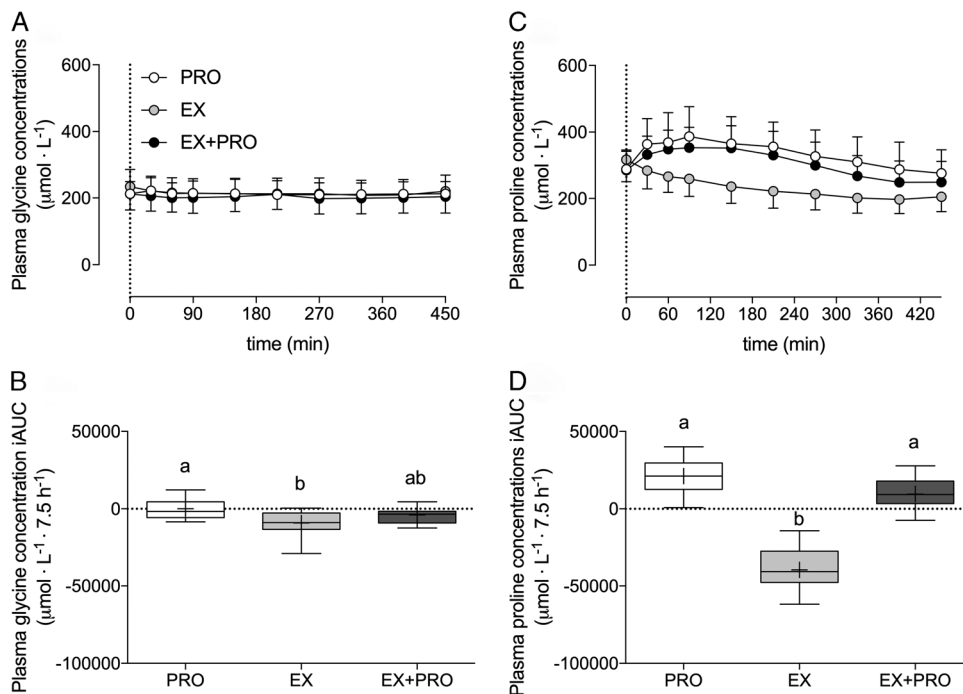 A
Plasma glycine concentrations
(μmol · L⁻¹)
600
400
200
0
PRO
EX
EX+PRO
0 90 180 270 360 450
time (min)
C
Plasma proline concentrations
(μmol · L⁻¹)
600
400
200
0
0 60 120 180 240 300 360 420
time (min)
B
Plasma glycine concentration iAUC
(μmol · L⁻¹ · 7.5 h⁻¹)
50000
0
-50000
-100000
a
b
ab
PRO EX EX+PRO
D
Plasma proline concentrations iAUC
(μmol · L⁻¹ · 7.5 h⁻¹)
50000
0
-50000
-100000
a
b
a
PRO EX EX+PRO